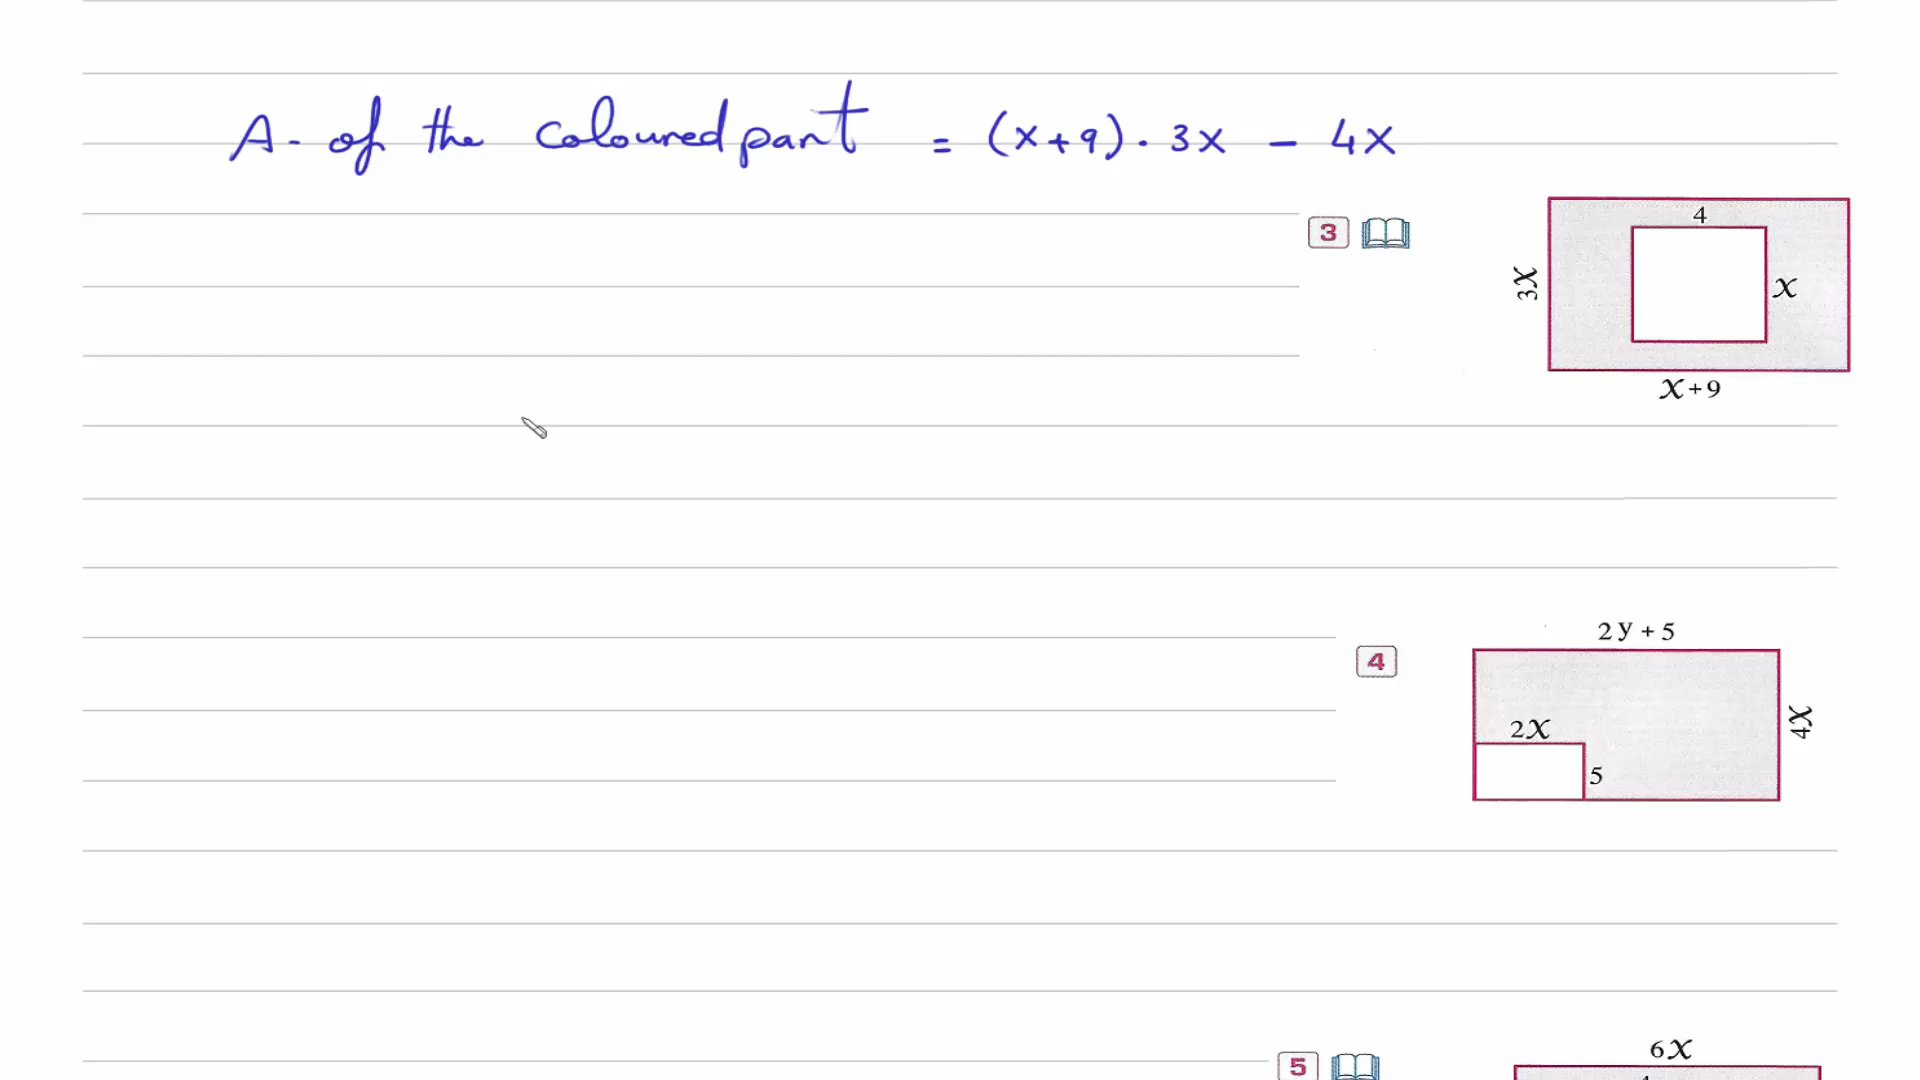 A. of the coloured part = (x+9) · 3x - 4x
3
4
3x
x
x+9
2y+5
4
2x
4x
5
6x
5